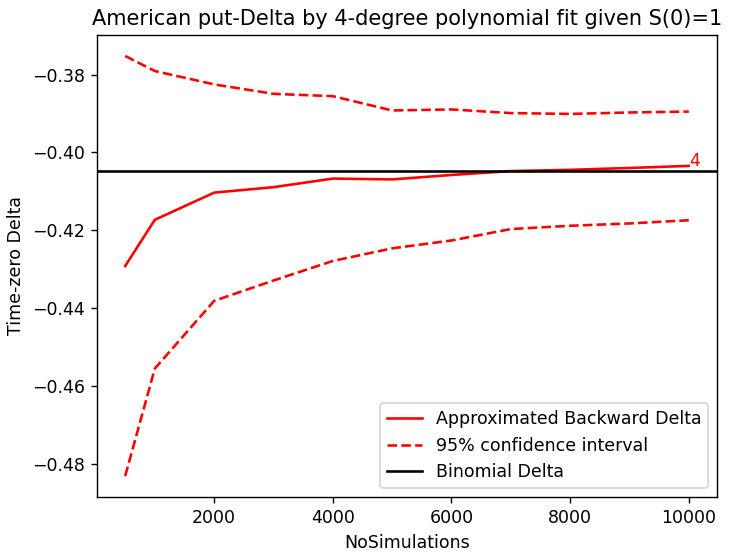 American put-Delta by 4-degree polynomial fit given S(0)=1
Time-zero Delta
−0.38
−0.40
−0.42
−0.44
−0.46
−0.48
4
Approximated Backward Delta
95% confidence interval
Binomial Delta
2000 4000 6000 8000 10000
NoSimulations